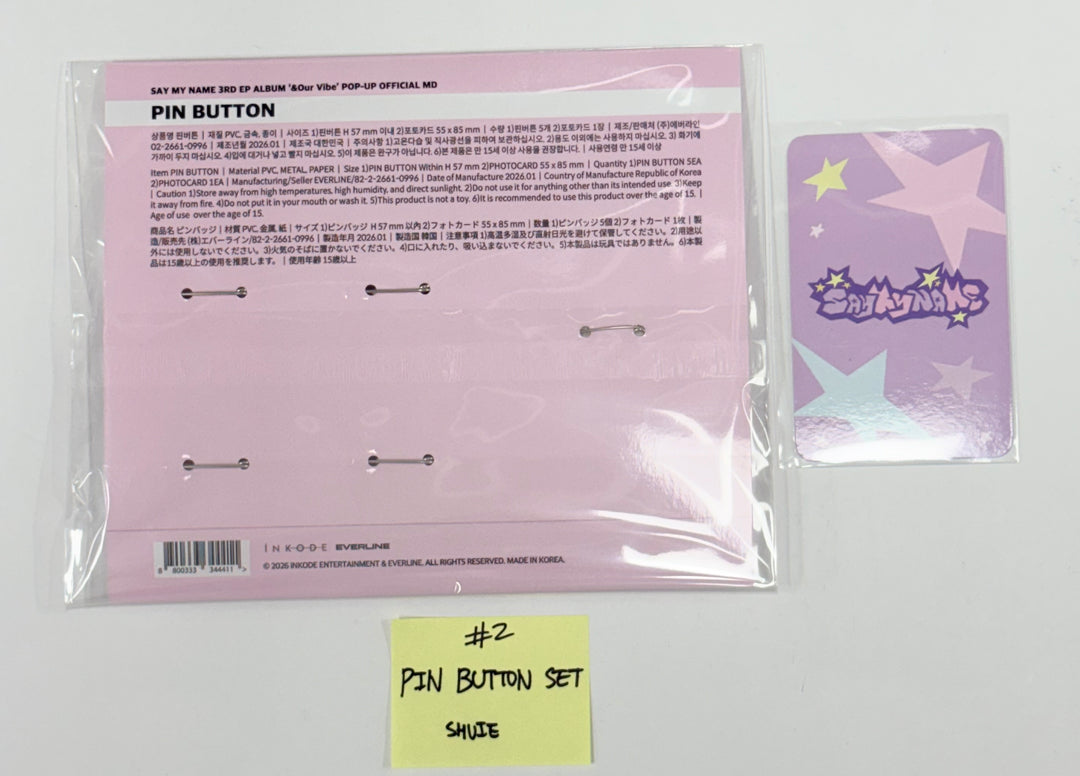 SAY MY NAME 3RD EP ALBUM '&Our Vibe' POP-UP OFFICIAL MD
PIN BUTTON
상품명 핀버튼 | 재질 PVC, 금속, 종이 | 사이즈 1)핀버튼 H 57 mm 이내 2)포토카드 55 x 85 mm | 수량 1)핀버튼 5개 2)포토카드 1장 | 제조/판매처 (주)에버라인
02-2661-0996 | 제조년월 2026.01 | 제조국 대한민국 | 주의사항 1)고온다습 및 직사광선을 피하여 보관하십시오. 2)용도 이외에는 사용하지 마십시오. 3) 화기에
가까이 두지 마십시오. 4)입에 대거나 넣고 빨지 마십시오. 5)이 제품은 완구가 아닙니다. 6)본 제품은 만 15세 이상 사용을 권장합니다. | 사용연령 만 15세 이상
Item PIN BUTTON | Material PVC, METAL, PAPER | Size 1)PIN BUTTON Within H 57 mm 2)PHOTOCARD 55 x 85 mm | Quantity 1)PIN BUTTON 5EA
2)PHOTOCARD 1EA | Manufacturing/Seller EVERLINE/82-2-2661-0996 | Date of Manufacture 2026.01 | Country of Manufacture Republic of Korea
| Caution 1)Store away from high temperatures, high humidity, and direct sunlight. 2)Do not use it for anything other than its intended use. 3)Keep
it away from fire. 4)Do not put it in your mouth or wash it. 5)This product is not a toy. 6)It is recommended to use this product over the age of 15. |
Age of use over the age of 15.
商品名 ピンバッジ | 材質 PVC, 金属, 紙 | サイズ 1)ピンバッジ H 57 mm 以内 2)フォトカード 55 x 85 mm | 数量 1)ピンバッジ 5個 2)フォトカード 1枚 | 製
造/販売先 (株)エバーライン/82-2-2661-0996 | 製造年月 2026.01 | 製造国 韓国 | 注意事項 1)高温多湿及び直射日光を避けて保管してください。2)用途以
外には使用しないでください。3)火気のそばに置かないでください。4)口に入れたり、吸い込まないでください。5)本製品は玩具ではありません。6)本製
品は15歳以上の使用を推奨します。 | 使用年齢 15歳以上
SAYMYNAME
8 800333 344411 >
INKODE EVERLINE
© 2026 INKODE ENTERTAINMENT & EVERLINE. ALL RIGHTS RESERVED. MADE IN KOREA.
#2
PIN BUTTON SET
SHUIE